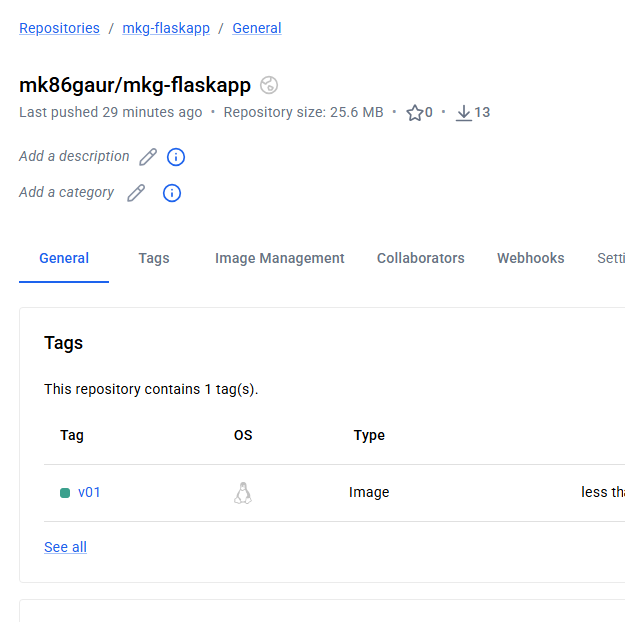 Repositories / mkg-flaskapp / General
mk86gaur/mkg-flaskapp
Last pushed 29 minutes ago • Repository size: 25.6 MB • 0 • 13
Add a description
Add a category
General Tags Image Management Collaborators Webhooks Setti
Tags
This repository contains 1 tag(s).
Tag OS Type
v01 Image less tha
See all